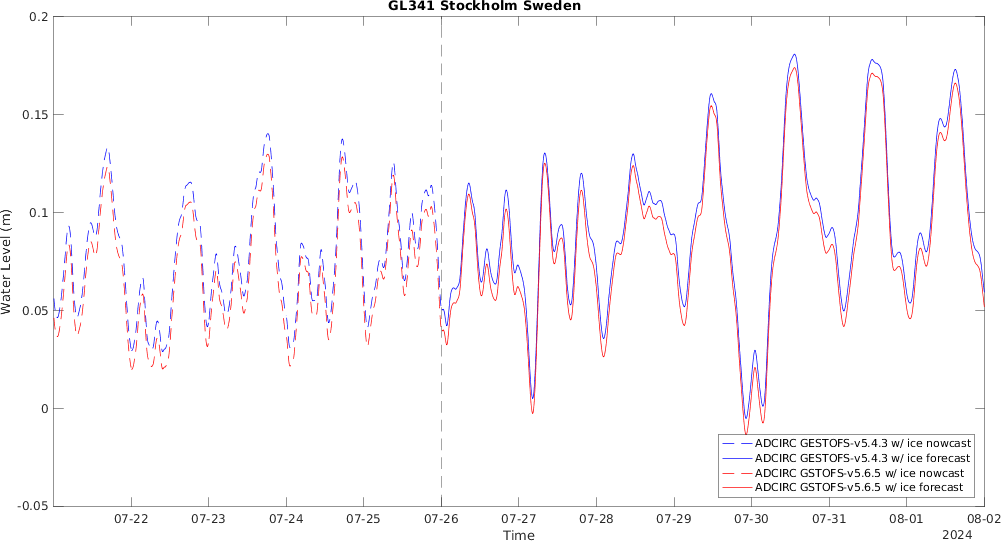 GL341 Stockholm Sweden
0.2
0.15
0.1
0.05
0
-0.05
Water Level (m)
ADCIRC GESTOFS-v5.4.3 w/ ice nowcast
ADCIRC GESTOFS-v5.4.3 w/ ice forecast
ADCIRC GSTOFS-v5.6.5 w/ ice nowcast
ADCIRC GSTOFS-v5.6.5 w/ ice forecast
07-22 07-23 07-24 07-25 07-26 07-27 07-28 07-29 07-30 07-31 08-01 08-02
Time
2024